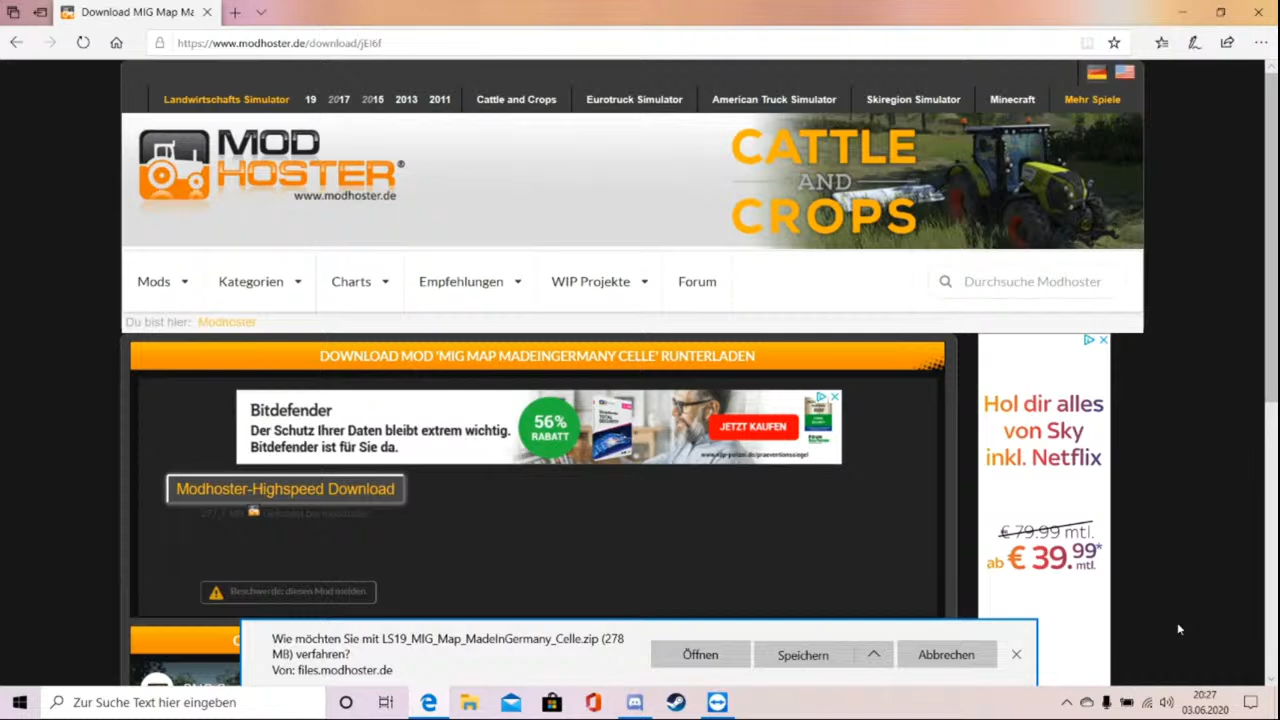 Download MIG Map Ma
https://www.modhoster.de/download/jEI6f
Landwirtschafts Simulator 19 2017 2015 2013 2011 Cattle and Crops Eurotruck Simulator American Truck Simulator Skiregion Simulator Minecraft Mehr Spiele
MOD
HOSTER®
www.modhoster.de
CATTLE
AND
CROPS
Mods Kategorien Charts Empfehlungen WIP Projekte Forum Durchsuche Modhoster
Du bist hier: Modhoster
DOWNLOAD MOD 'MIG MAP MADEINGERMANY CELLE' RUNTERLADEN
Bitdefender
Der Schutz Ihrer Daten bleibt extrem wichtig.
Bitdefender ist für Sie da.
56%
RABATT
JETZT KAUFEN
Hol dir alles
von Sky
inkl. Netflix
€ 79.99 mtl.
ab € 39.99* mtl.
Modhoster-Highspeed Download
Beschwerde: diesen Mod melden
Wie möchten Sie mit LS19_MIG_Map_MadeInGermany_Celle.zip (278
MB) verfahren?
Von: files.modhoster.de
Öffnen Speichern Abbrechen
Zur Suche Text hier eingeben
20:27
03.06.2020